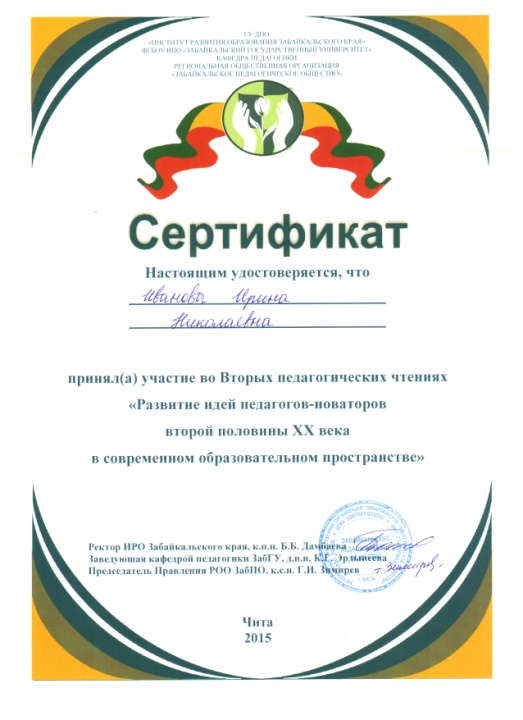 ГУ ДПО
«ИНСТИТУТ РАЗВИТИЯ ОБРАЗОВАНИЯ ЗАБАЙКАЛЬСКОГО КРАЯ»
ФГБОУ ВПО «ЗАБАЙКАЛЬСКИЙ ГОСУДАРСТВЕННЫЙ УНИВЕРСИТЕТ»
КАФЕДРА ПЕДАГОГИКИ
РЕГИОНАЛЬНАЯ ОБЩЕСТВЕННАЯ ОРГАНИЗАЦИЯ
«ЗАБАЙКАЛЬСКОЕ ПЕДАГОГИЧЕСКОЕ ОБЩЕСТВО»
Сертификат
Настоящим удостоверяется, что
Иванова Ирина
Николаевна
принял(а) участие во Вторых педагогических чтениях
«Развитие идей педагогов-новаторов
второй половины XX века
в современном образовательном пространстве»
Ректор ИРО Забайкальского края, к.п.н. Б.Б. Дамбаева
Заведующая кафедрой педагогики ЗабГУ, д.п.н. К.Г. Эрдынеева
Председатель Правления РОО ЗабПО, к.с.н. Г.И. Зимирев
Чита
2015